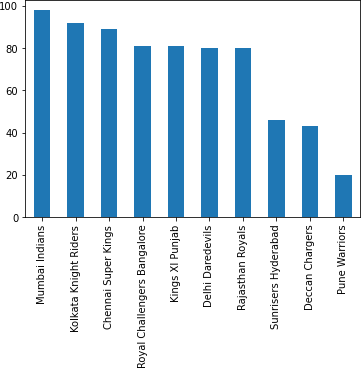 100
80
60
40
20
0
Mumbai Indians
Kolkata Knight Riders
Chennai Super Kings
Royal Challengers Bangalore
Kings XI Punjab
Delhi Daredevils
Rajasthan Royals
Sunrisers Hyderabad
Deccan Chargers
Pune Warriors